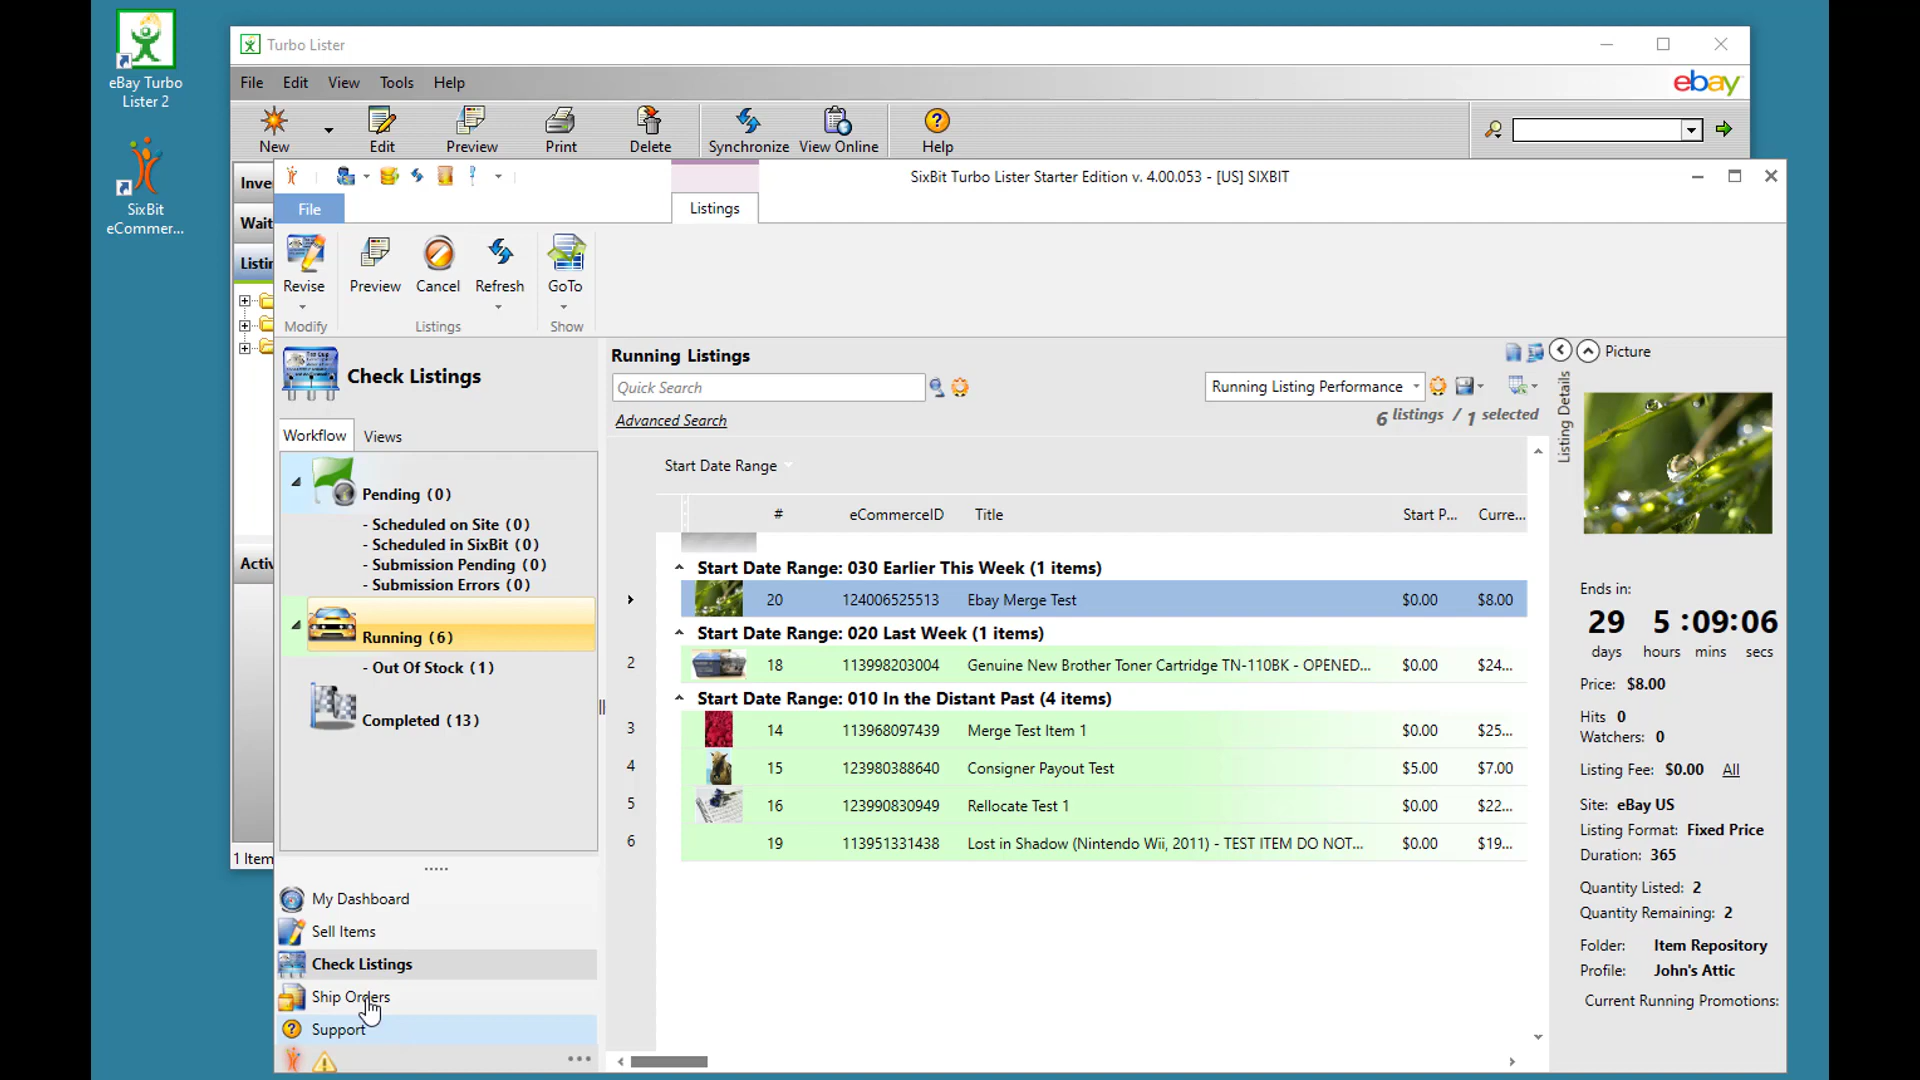 eBay Turbo
Lister 2
SixBit
eCommer...
Turbo Lister
File Edit View Tools Help
ebay
New Edit Preview Print Delete Synchronize View Online Help
Inve
Wait
Listin
Activ
1 Item
SixBit Turbo Lister Starter Edition v. 4.00.053 - [US] SIXBIT
File Listings
Revise Preview Cancel Refresh GoTo
Modify Listings Show
Check Listings
Workflow Views
Pending (0)
- Scheduled on Site (0)
- Scheduled in SixBit (0)
- Submission Pending (0)
- Submission Errors (0)
Running (6)
- Out Of Stock (1)
Completed (13)
My Dashboard
Sell Items
Check Listings
Ship Orders
Support
Running Listings
Quick Search
Running Listing Performance
Advanced Search
6 listings / 1 selected
Start Date Range
# eCommerceID Title Start P... Curre...
Start Date Range: 030 Earlier This Week (1 items)
20 124006525513 Ebay Merge Test $0.00 $8.00
Start Date Range: 020 Last Week (1 items)
2 18 113998203004 Genuine New Brother Toner Cartridge TN-110BK - OPENED... $0.00 $24...
Start Date Range: 010 In the Distant Past (4 items)
3 14 113968097439 Merge Test Item 1 $0.00 $25...
4 15 123980388640 Consigner Payout Test $5.00 $7.00
5 16 123990830949 Rellocate Test 1 $0.00 $22...
6 19 113951331438 Lost in Shadow (Nintendo Wii, 2011) - TEST ITEM DO NOT... $0.00 $19...
Listing Details
Picture
Ends in:
29 5 :09:06
days hours mins secs
Price: $8.00
Hits 0
Watchers: 0
Listing Fee: $0.00 All
Site: eBay US
Listing Format: Fixed Price
Duration: 365
Quantity Listed: 2
Quantity Remaining: 2
Folder: Item Repository
Profile: John's Attic
Current Running Promotions: